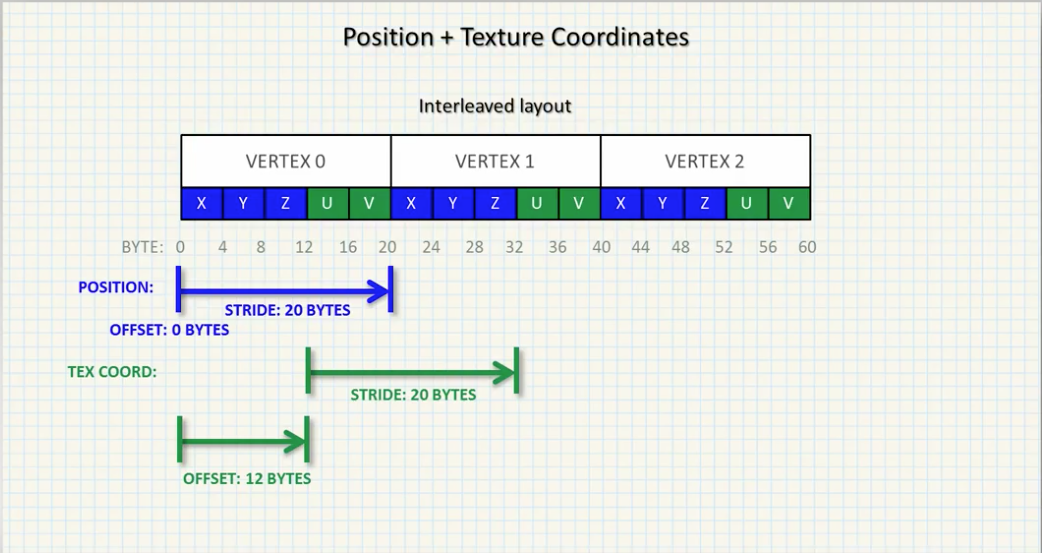 Position + Texture Coordinates
Interleaved layout
VERTEX 0 VERTEX 1 VERTEX 2
X Y Z U V X Y Z U V X Y Z U V
BYTE: 0 4 8 12 16 20 24 28 32 36 40 44 48 52 56 60
POSITION:
STRIDE: 20 BYTES
OFFSET: 0 BYTES
TEX COORD:
STRIDE: 20 BYTES
OFFSET: 12 BYTES